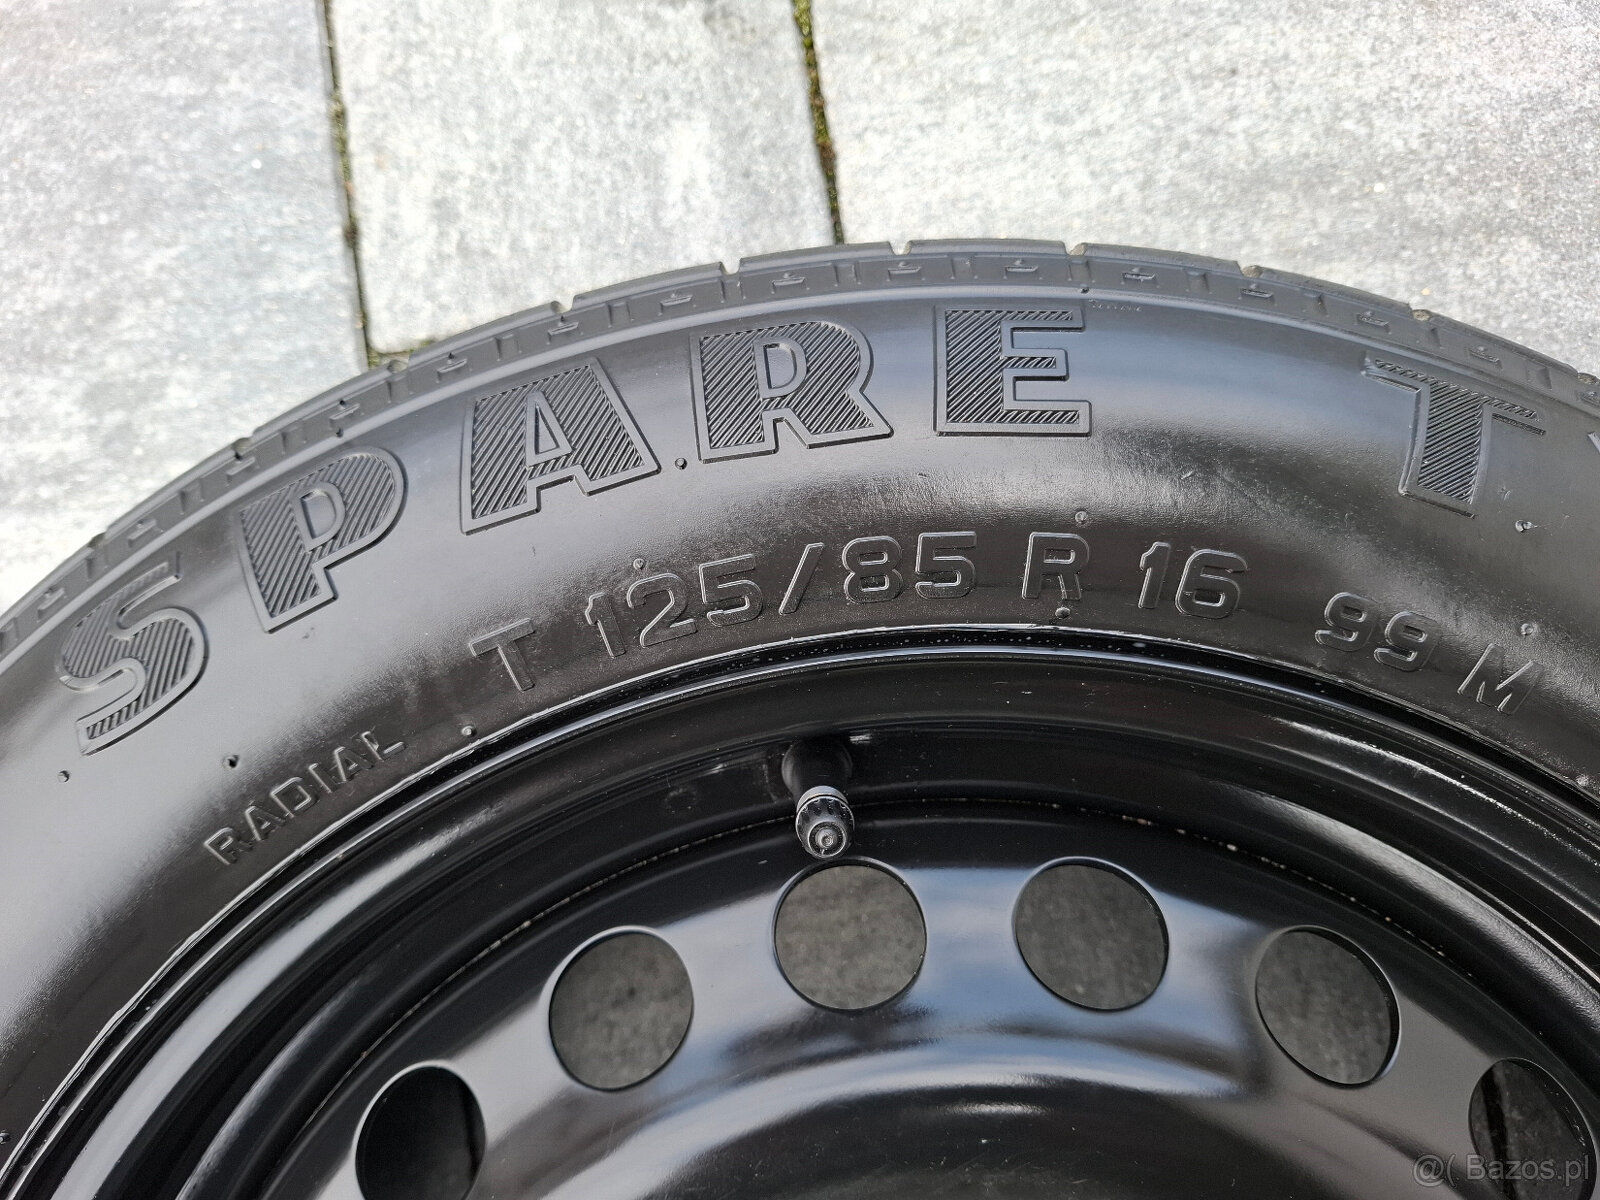 SPARE T
T 125/85 R 16 99 M
RADIAL
@( Bazos.pl